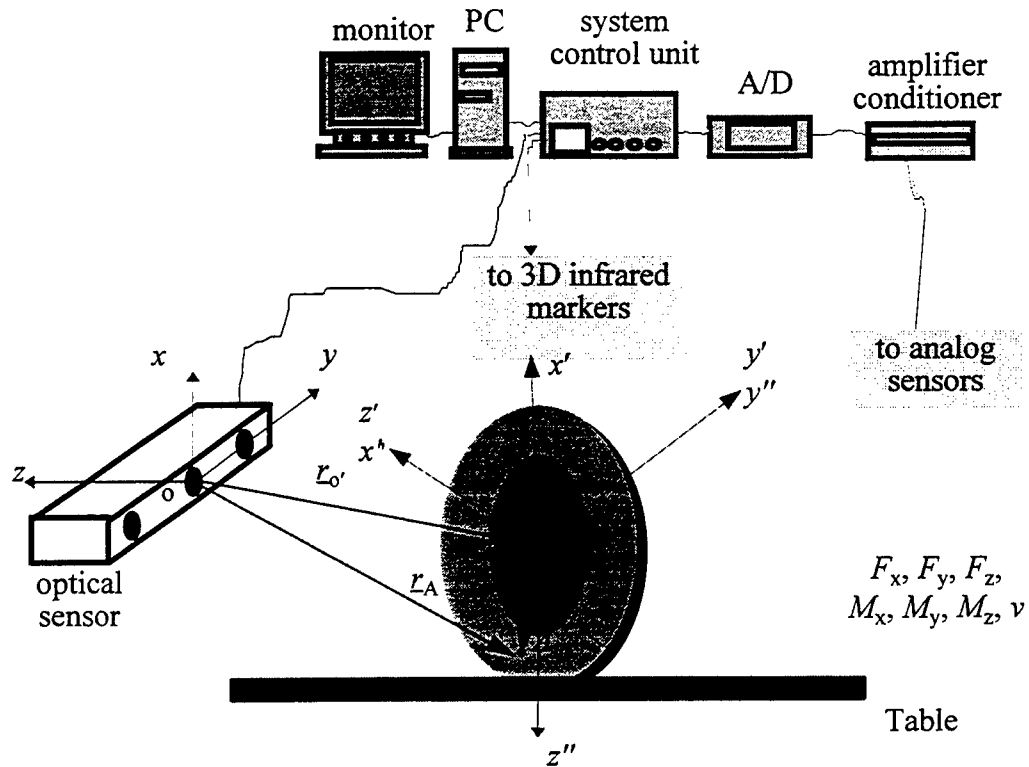 monitor
PC
system
control unit
A/D
amplifier
conditioner
to 3D infrared
markers
to analog
sensors
x
y
z
o
x'
y'
y''
z'
x''
r_o'
r_A
optical
sensor
F_x, F_y, F_z,
M_x, M_y, M_z, v
Table
z''